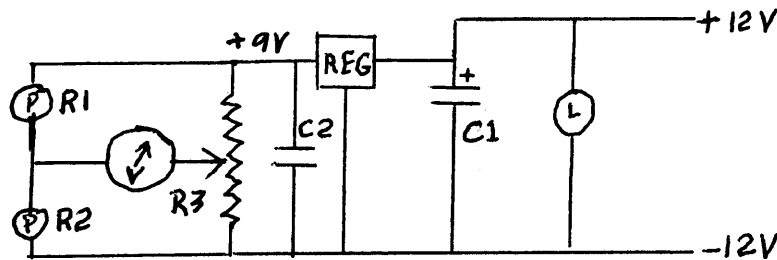 +12V
+9V
REG
+
P
R1
C2
C1
L
V
R3
P
R2
-12V